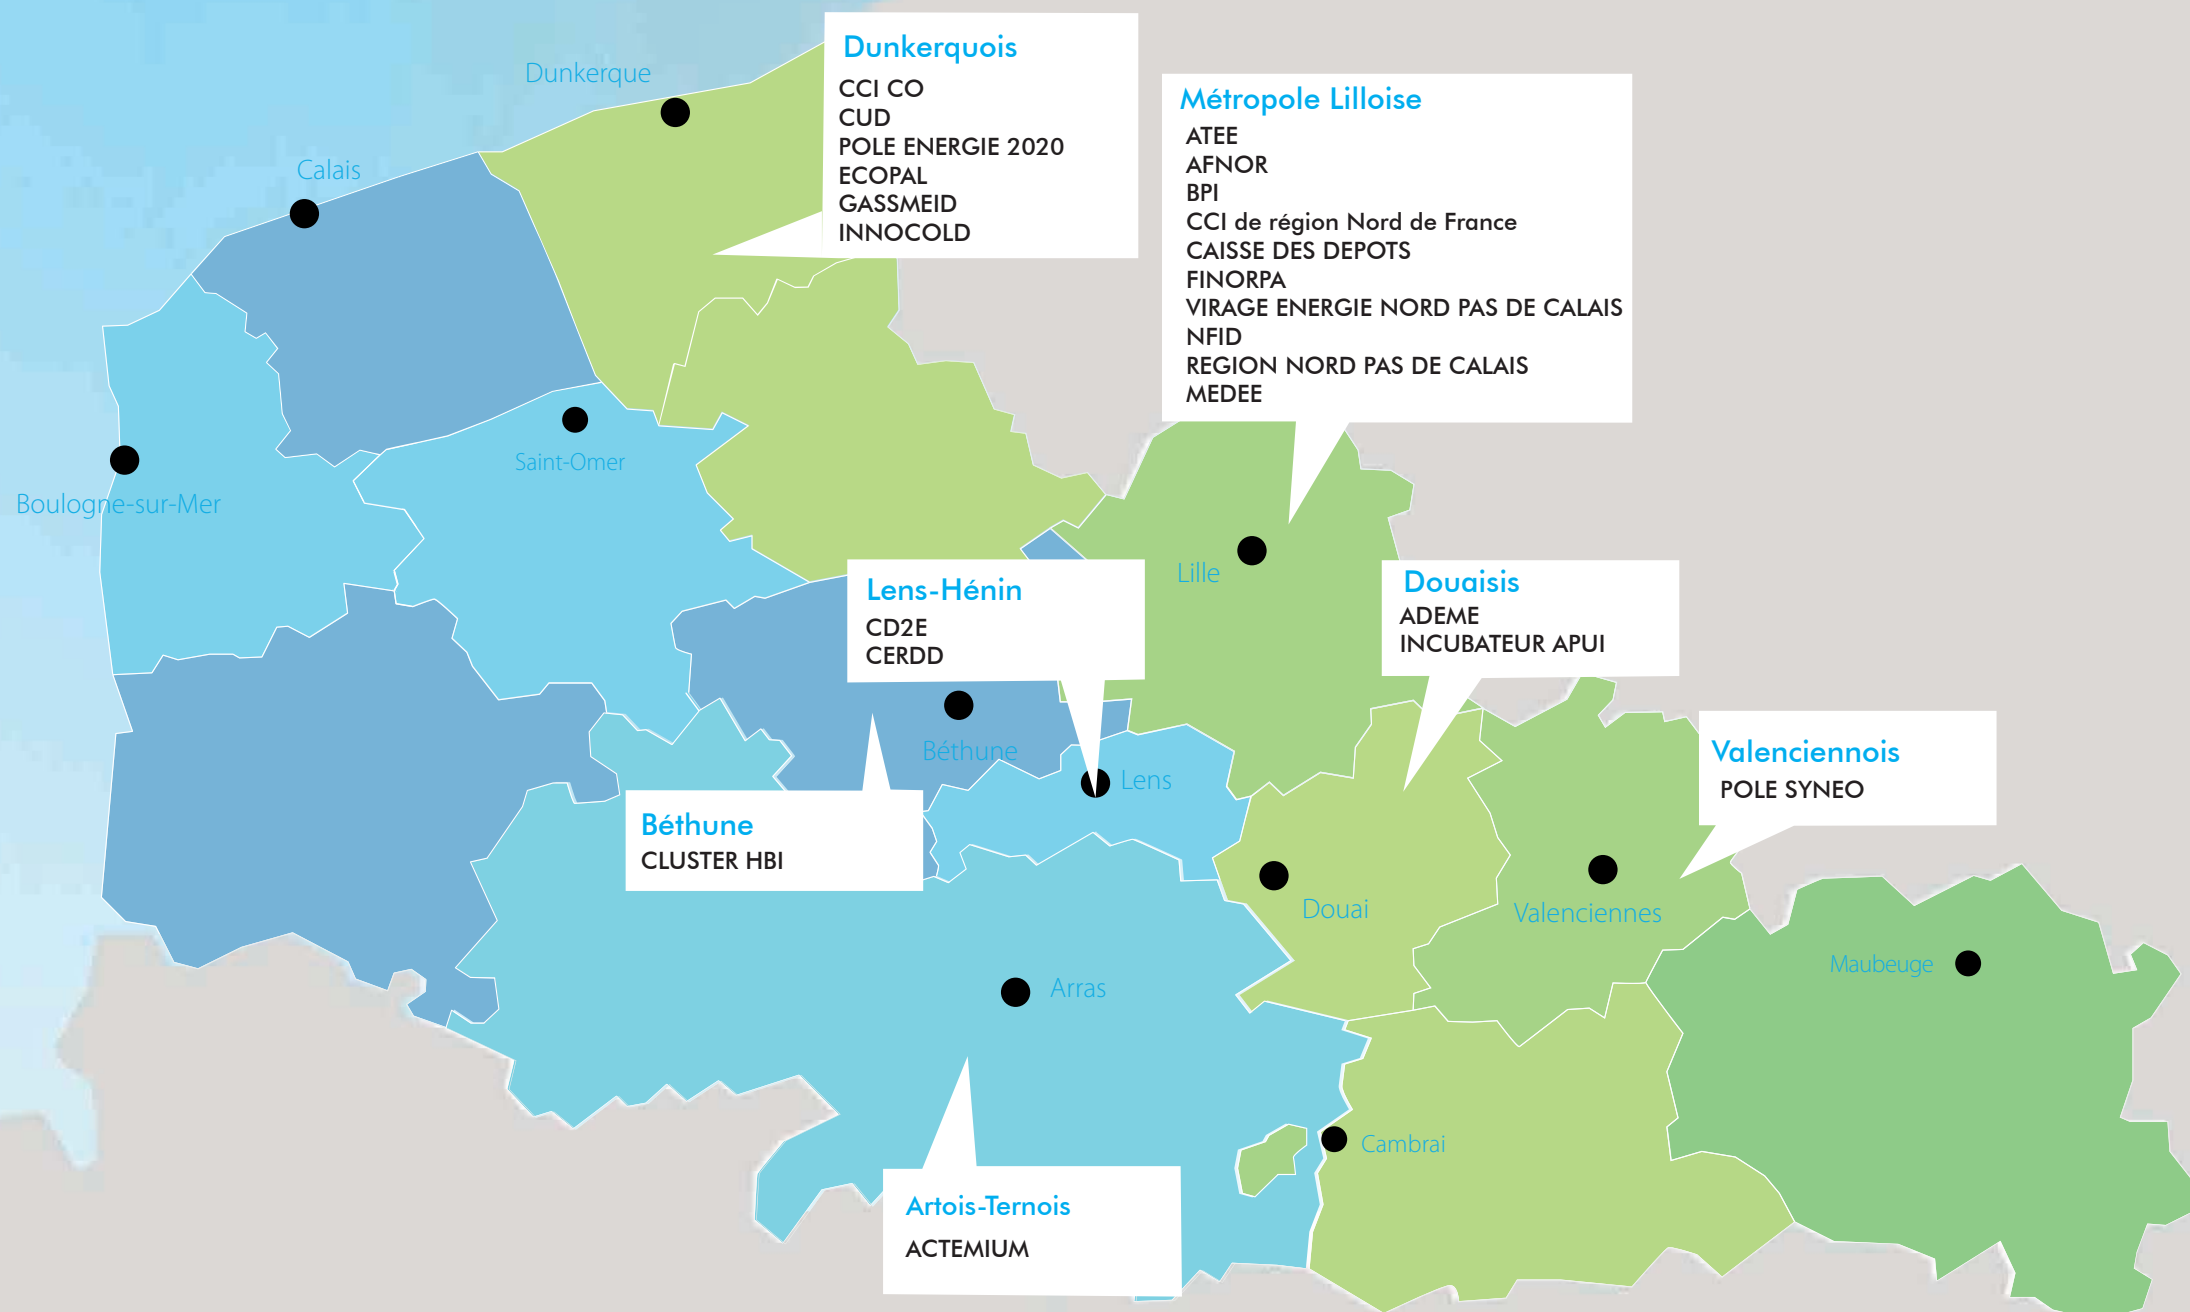 Dunkerque
Calais
Boulogne-sur-Mer
Saint-Omer
Dunkerquois
CCI CO
CUD
POLE ENERGIE 2020
ECOPAL
GASSMEID
INNOCOLD
Métropole Lilloise
ATEE
AFNOR
BPI
CCI de région Nord de France
CAISSE DES DEPOTS
FINORPA
VIRAGE ENERGIE NORD PAS DE CALAIS
NFID
REGION NORD PAS DE CALAIS
MEDEE
Lille
Lens-Hénin
CD2E
CERDD
Douaisis
ADEME
INCUBATEUR APUI
Béthune
Lens
Valenciennois
POLE SYNEO
Béthune
CLUSTER HBI
Douai
Valenciennes
Maubeuge
Arras
Cambrai
Artois-Ternois
ACTEMIUM